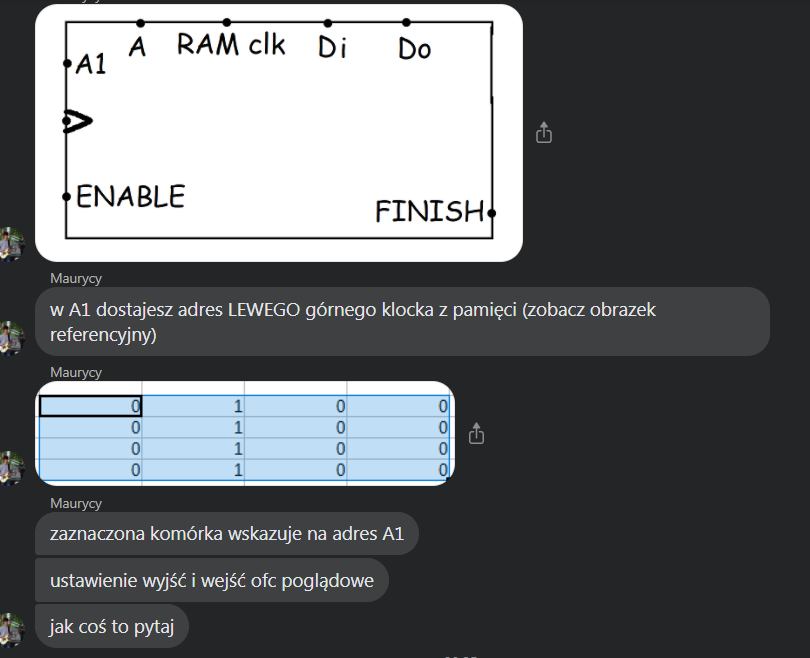 A RAM clk Di Do
A1
>
ENABLE
FINISH
Maurycy
w A1 dostajesz adres LEWEGO górnego klocka z pamięci (zobacz obrazek
referencyjny)
Maurycy
0 1 0 0
0 1 0 0
0 1 0 0
0 1 0 0
Maurycy
zaznaczona komórka wskazuje na adres A1
ustawienie wyjść i wejść ofc poglądowe
jak coś to pytaj